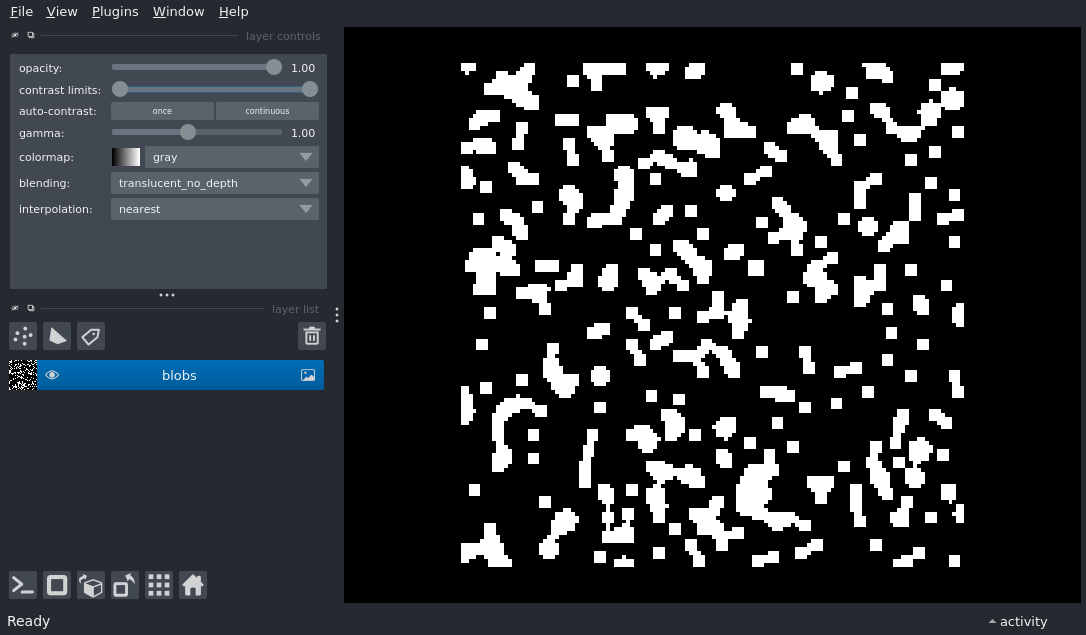 File View Plugins Window Help
layer controls
opacity: 1.00
contrast limits:
auto-contrast: once continuous
gamma: 1.00
colormap: gray
blending: translucent_no_depth
interpolation: nearest
layer list
blobs
Ready activity